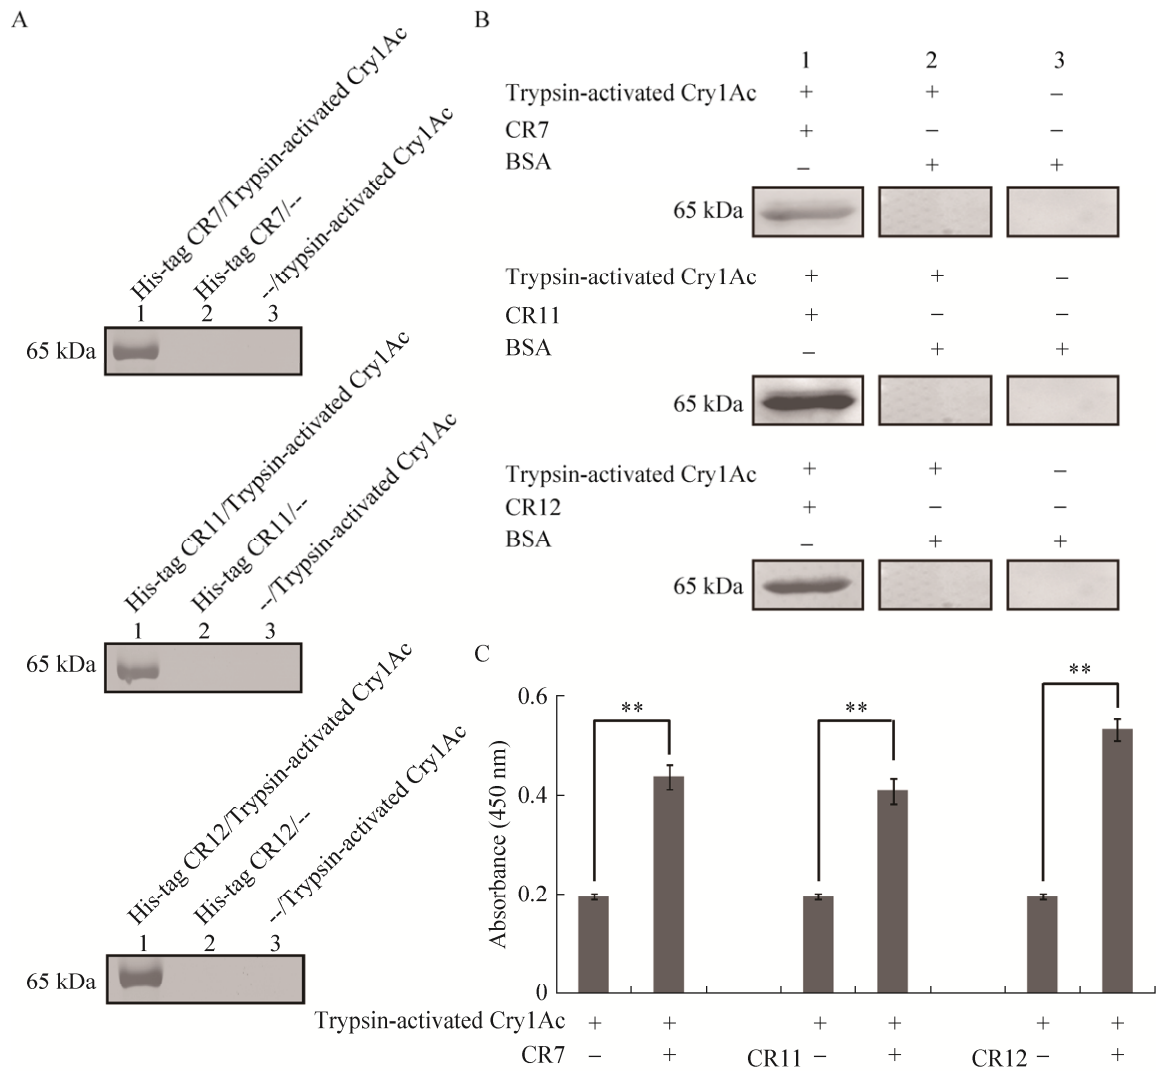 A
His-tag CR7/Trypsin-activated Cry1Ac
His-tag CR7/--
--/trypsin-activated Cry1Ac
1 2 3
65 kDa
His-tag CR11/Trypsin-activated Cry1Ac
His-tag CR11/--
--/Trypsin-activated Cry1Ac
1 2 3
65 kDa
His-tag CR12/Trypsin-activated Cry1Ac
His-tag CR12/--
--/Trypsin-activated Cry1Ac
1 2 3
65 kDa
B
1 2 3
Trypsin-activated Cry1Ac + + –
CR7 + – –
BSA – + +
65 kDa
Trypsin-activated Cry1Ac + + –
CR11 + – –
BSA – + +
65 kDa
Trypsin-activated Cry1Ac + + –
CR12 + – –
BSA – + +
65 kDa
C
Absorbance (450 nm)
0.6
0.4
0.2
0
** ** **
Trypsin-activated Cry1Ac + + + + + +
CR7 – + CR11 – + CR12 – +